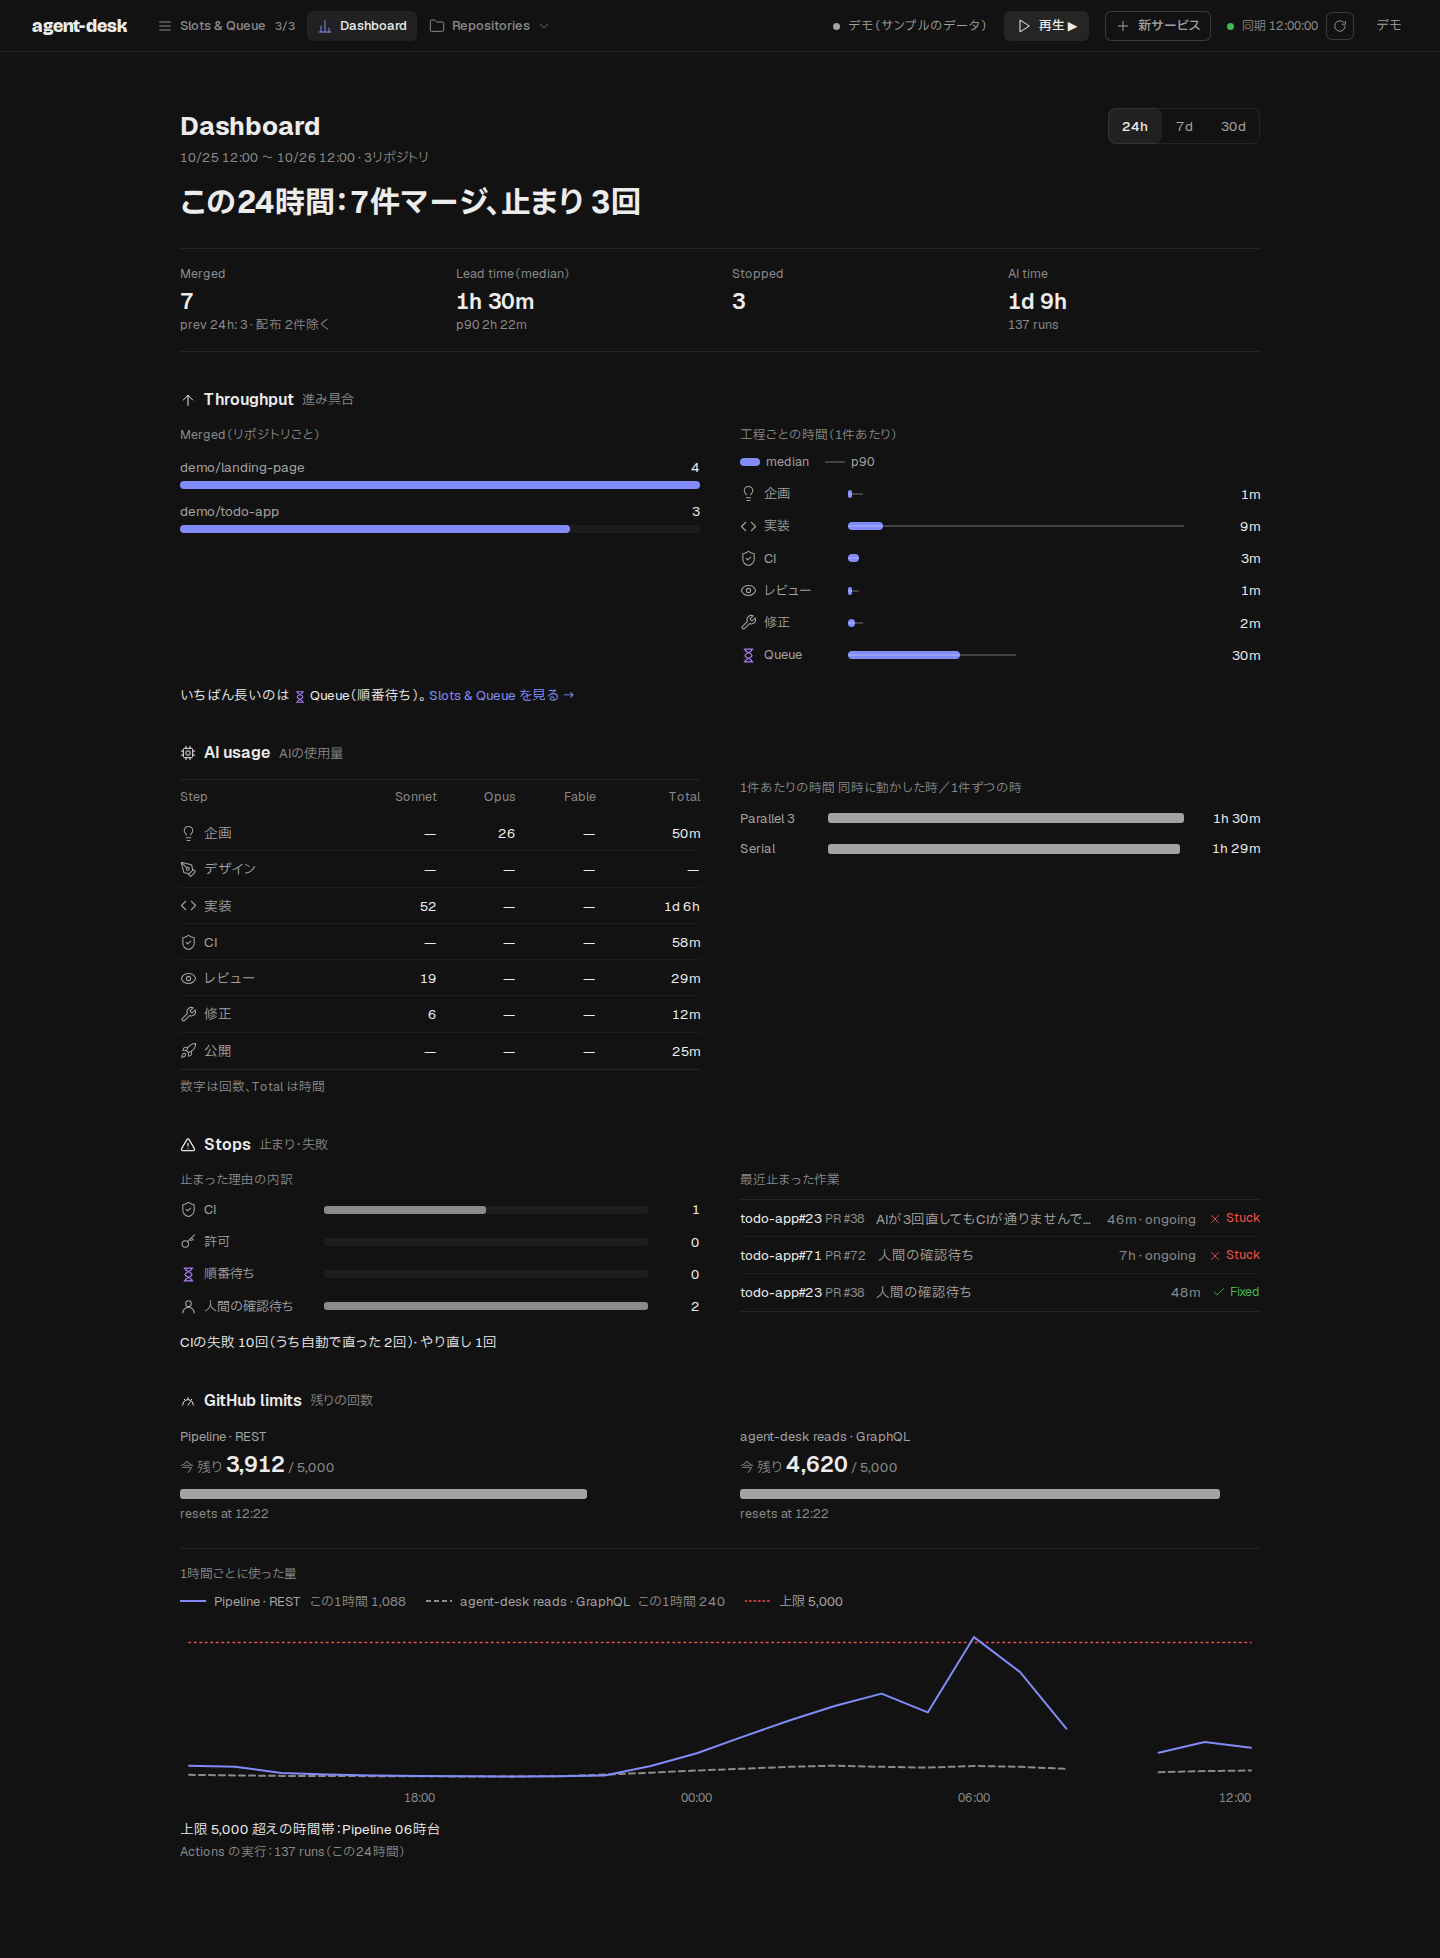 agent-desk
Slots & Queue 3/3
Dashboard
Repositories
デモ（サンプルのデータ）
再生 ▶
新サービス
同期 12:00:00
デモ
Dashboard
24h 7d 30d
10/25 12:00 〜 10/26 12:00 · 3リポジトリ
この24時間：7件マージ、止まり 3回
Merged
7
prev 24h: 3 · 配布 2件除く
Lead time（median）
1h 30m
p90 2h 22m
Stopped
3
AI time
1d 9h
137 runs
Throughput 進み具合
Merged（リポジトリごと）
demo/landing-page 4
demo/todo-app 3
工程ごとの時間（1件あたり）
median p90
企画 1m
実装 9m
CI 3m
レビュー 1m
修正 2m
Queue 30m
いちばん長いのは Queue（順番待ち）。Slots & Queue を見る →
AI usage AIの使用量
Step Sonnet Opus Fable Total
企画 — 26 — 50m
デザイン — — — —
実装 52 — — 1d 6h
CI — — — 58m
レビュー 19 — — 29m
修正 6 — — 12m
公開 — — — 25m
数字は回数、Total は時間
1件あたりの時間 同時に動かした時／1件ずつの時
Parallel 3 1h 30m
Serial 1h 29m
Stops 止まり・失敗
止まった理由の内訳
CI 1
許可 0
順番待ち 0
人間の確認待ち 2
CIの失敗 10回（うち自動で直った 2回）· やり直し 1回
最近止まった作業
todo-app#23 PR #38 AIが3回直してもCIが通りませんで… 46m · ongoing Stuck
todo-app#71 PR #72 人間の確認待ち 7h · ongoing Stuck
todo-app#23 PR #38 人間の確認待ち 48m Fixed
GitHub limits 残りの回数
Pipeline · REST
今 残り 3,912 / 5,000
resets at 12:22
agent-desk reads · GraphQL
今 残り 4,620 / 5,000
resets at 12:22
1時間ごとに使った量
Pipeline · REST この1時間 1,088
agent-desk reads · GraphQL この1時間 240
上限 5,000
18:00 00:00 06:00 12:00
上限 5,000 超えの時間帯：Pipeline 06時台
Actions の実行：137 runs（この24時間）